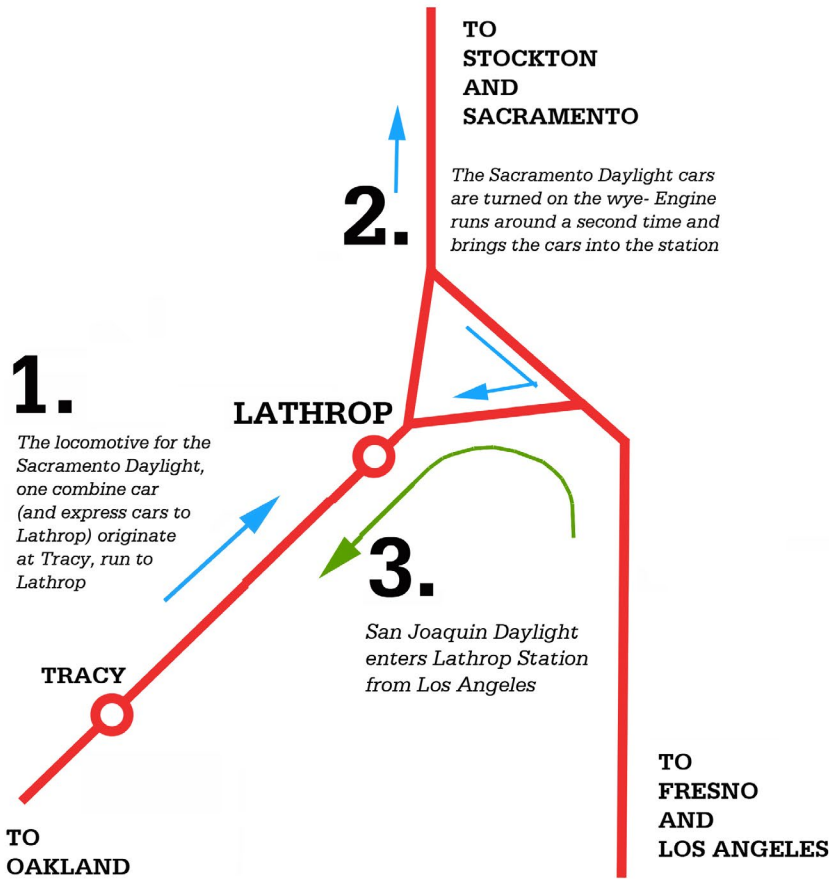 TO
STOCKTON
AND
SACRAMENTO
2.
The Sacramento Daylight cars
are turned on the wye- Engine
runs around a second time and
brings the cars into the station
1.
The locomotive for the
Sacramento Daylight,
one combine car
(and express cars to
Lathrop) originate
at Tracy, run to
Lathrop
LATHROP
3.
San Joaquin Daylight
enters Lathrop Station
from Los Angeles
TRACY
TO
OAKLAND
TO
FRESNO
AND
LOS ANGELES